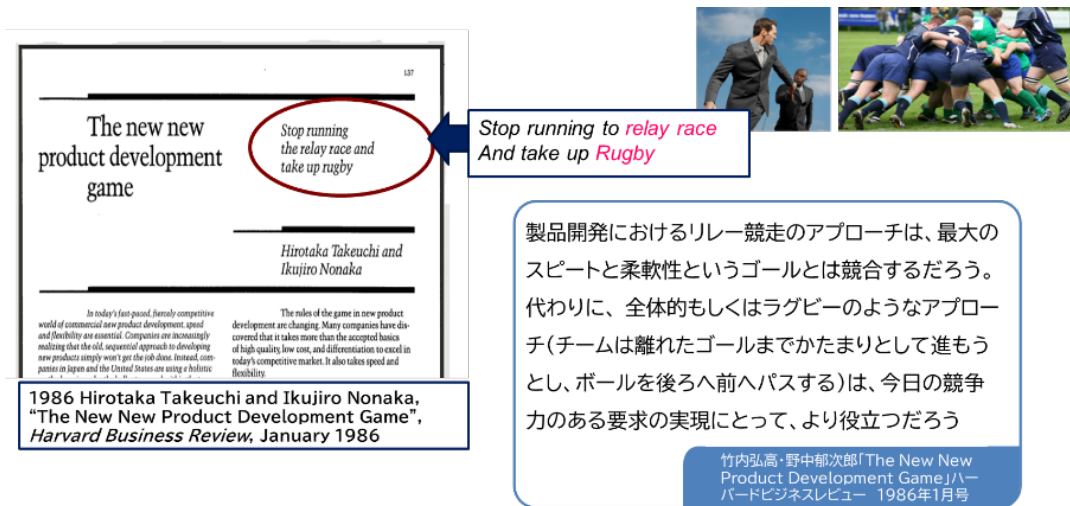 137
The new new
product development
game
Stop running
the relay race and
take up rugby
Hirotaka Takeuchi and
Ikujiro Nonaka
In today's fast-paced, fiercely competitive
world of commercial new product development, speed
and flexibility are essential. Companies are increasingly
realizing that the old, sequential approach to developing
new products simply won't get the job done. Instead, com-
panies in Japan and the United States are using a holistic
The rules of the game in new product
development are changing. Many companies have dis-
covered that it takes more than the accepted basics
of high quality, low cost, and differentiation to excel in
today's competitive market. It also takes speed and
flexibility.
1986 Hirotaka Takeuchi and Ikujiro Nonaka,
“The New New Product Development Game”,
Harvard Business Review, January 1986
Stop running to relay race
And take up Rugby
製品開発におけるリレー競走のアプローチは、最大の
スピートと柔軟性というゴールとは競合するだろう。
代わりに、全体的もしくはラグビーのようなアプロー
チ(チームは離れたゴールまでかたまりとして進もう
とし、ボールを後ろへ前へパスする)は、今日の競争
力のある要求の実現にとって、より役立つだろう
竹内弘高・野中郁次郎「The New New
Product Development Game」ハー
バードビジネスレビュー 1986年1月号